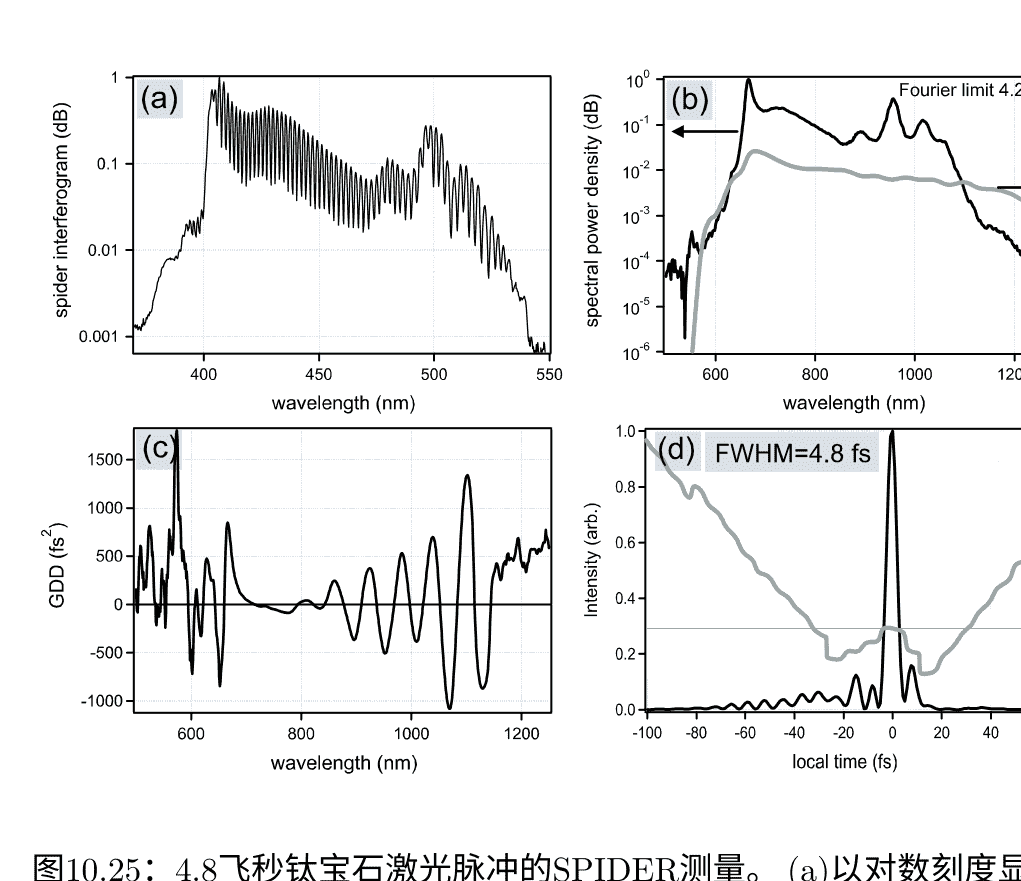 (a)
spider interferogram (dB)
1
0.1
0.01
0.001
400 450 500 550
wavelength (nm)
(b)
Fourier limit 4.2
spectral power density (dB)
10^0
10^-1
10^-2
10^-3
10^-4
10^-5
10^-6
600 800 1000 120
wavelength (nm)
(c)
GDD (fs^2)
1500
1000
500
0
-500
-1000
600 800 1000 1200
wavelength (nm)
(d) FWHM=4.8 fs
Intensity (arb.)
1.0
0.8
0.6
0.4
0.2
0.0
-100 -80 -60 -40 -20 0 20 40
local time (fs)
图10.25：4.8飞秒钛宝石激光脉冲的SPIDER测量。 (a)以对数刻度显